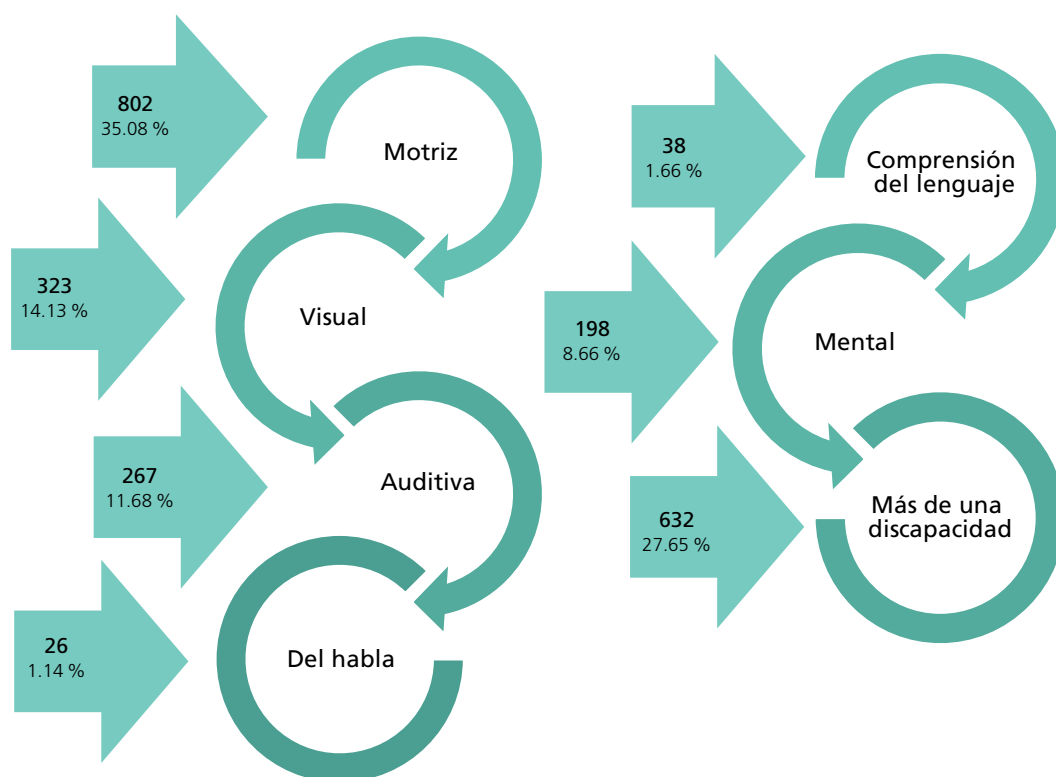 802
35.08 %
Motriz
323
14.13 %
Visual
267
11.68 %
Auditiva
26
1.14 %
Del habla
38
1.66 %
Comprensión
del lenguaje
198
8.66 %
Mental
632
27.65 %
Más de una
discapacidad